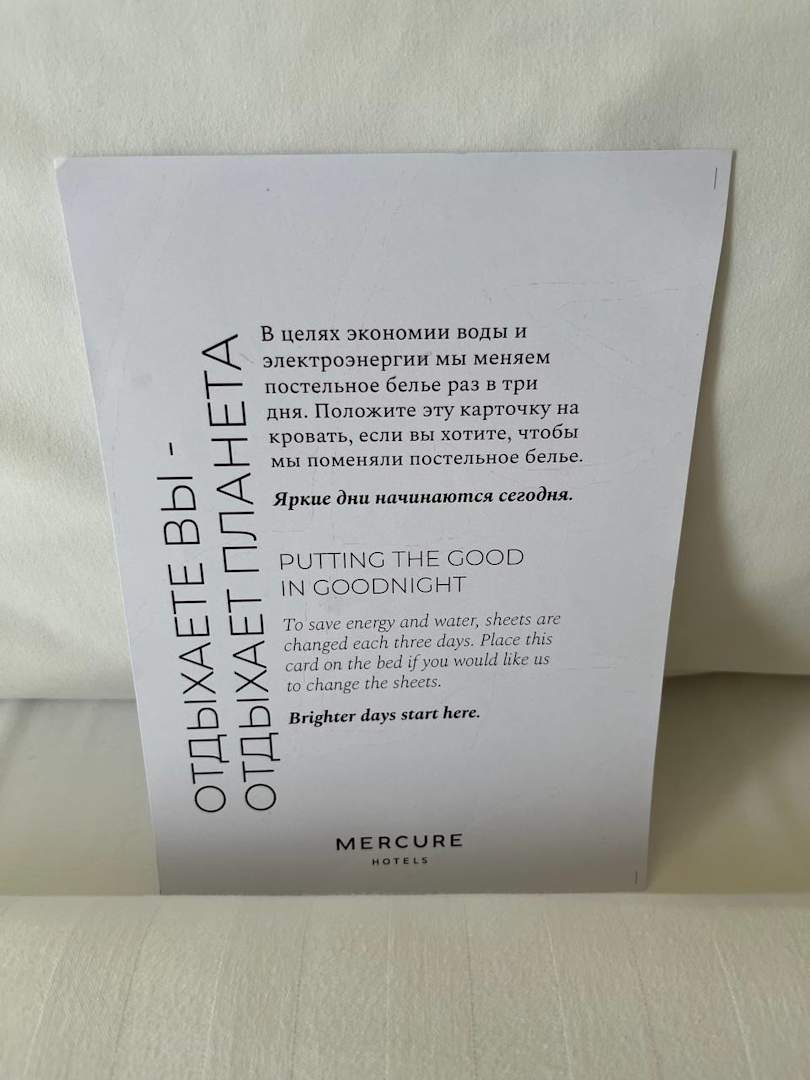 ОТДЫХАЕТЕ ВЫ -
ОТДЫХАЕТ ПЛАНЕТА
В целях экономии воды и
электроэнергии мы меняем
постельное белье раз в три
дня. Положите эту карточку на
кровать, если вы хотите, чтобы
мы поменяли постельное белье.
Яркие дни начинаются сегодня.
PUTTING THE GOOD
IN GOODNIGHT
To save energy and water, sheets are
changed each three days. Place this
card on the bed if you would like us
to change the sheets.
Brighter days start here.
MERCURE
HOTELS